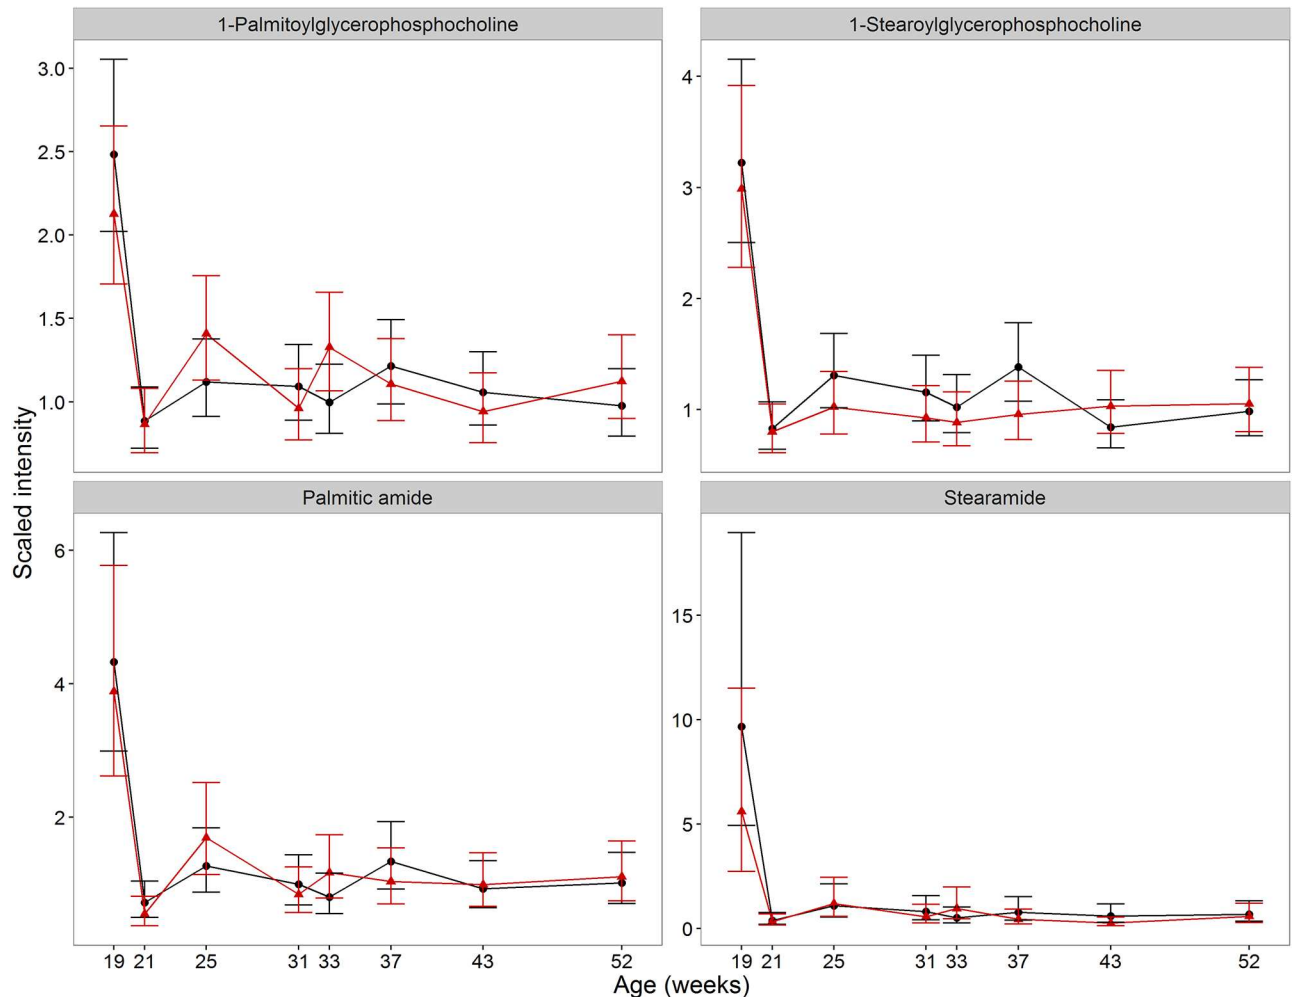 1-Palmitoylglycerophosphocholine
1-Stearoylglycerophosphocholine
3.0
2.5
2.0
1.5
1.0
4
3
2
1
Scaled intensity
Palmitic amide
Stearamide
6
4
2
15
10
5
0
19 21 25 31 33 37 43 52
19 21 25 31 33 37 43 52
Age (weeks)